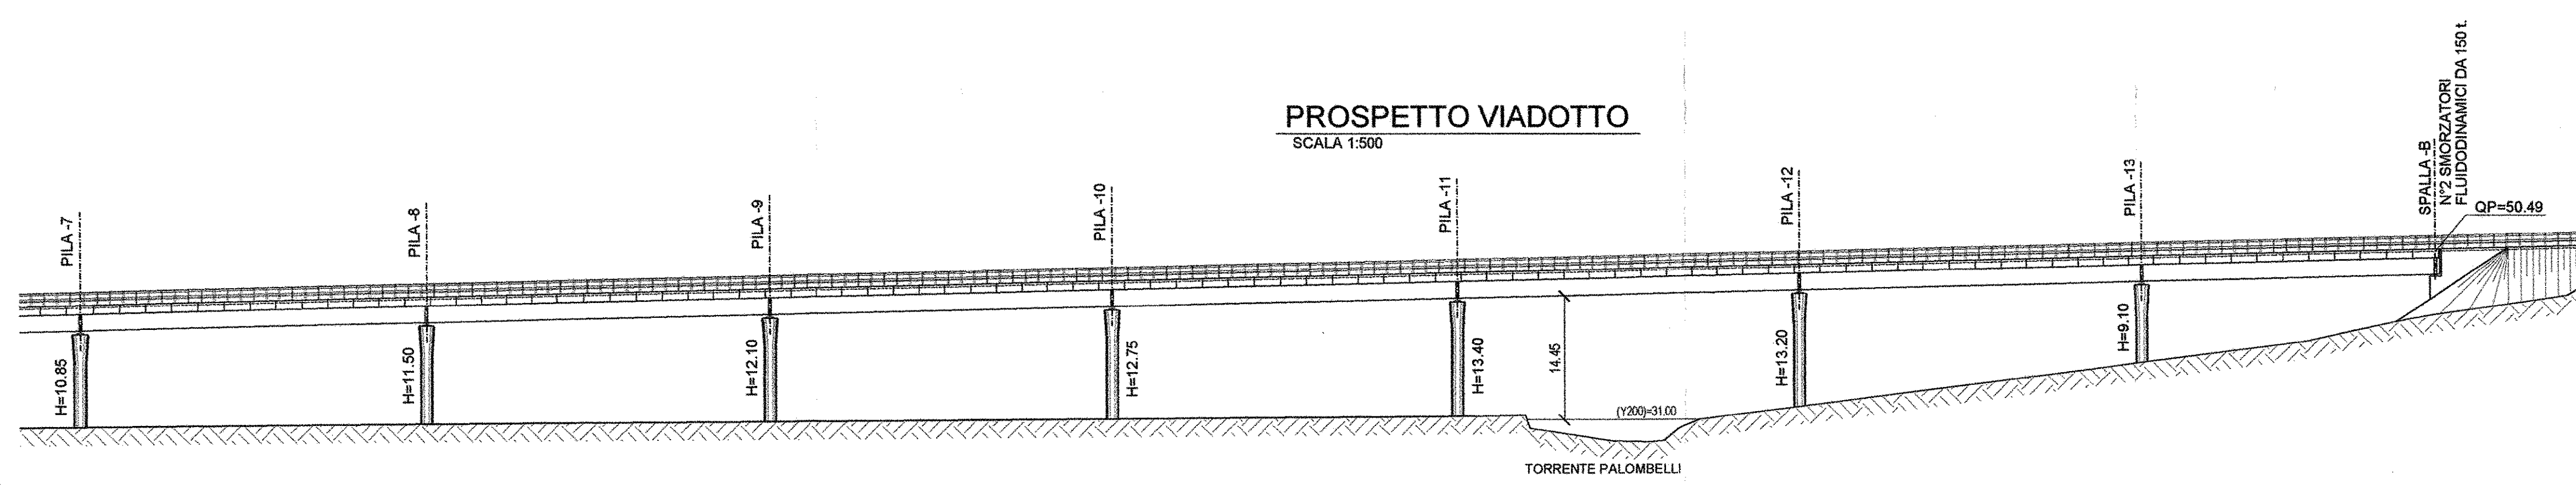 PROSPETTO VIADOTTO
SCALA 1:500
PILA -7
PILA -8
PILA -9
PILA -10
PILA -11
PILA -12
PILA -13
SPALLA -B
N°2 SMORZATORI
FLUIDODINAMICI DA 150 t.
QP=50.49
H=10.85
H=11.50
H=12.10
H=12.75
H=13.40
14.45
H=13.20
H=9.10
(Y200)=31.00
TORRENTE PALOMBELLI